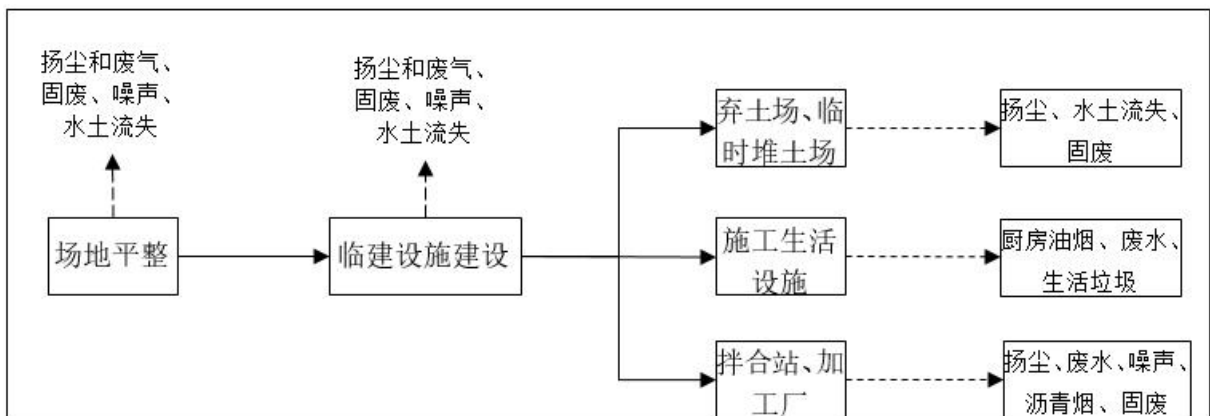 扬尘和废气、
固废、噪声、
水土流失
扬尘和废气、
固废、噪声、
水土流失
场地平整
临建设施建设
弃土场、临
时堆土场
扬尘、水土流失、
固废
施工生活
设施
厨房油烟、废水、
生活垃圾
拌合站、加
工厂
扬尘、废水、噪声、
沥青烟、固废